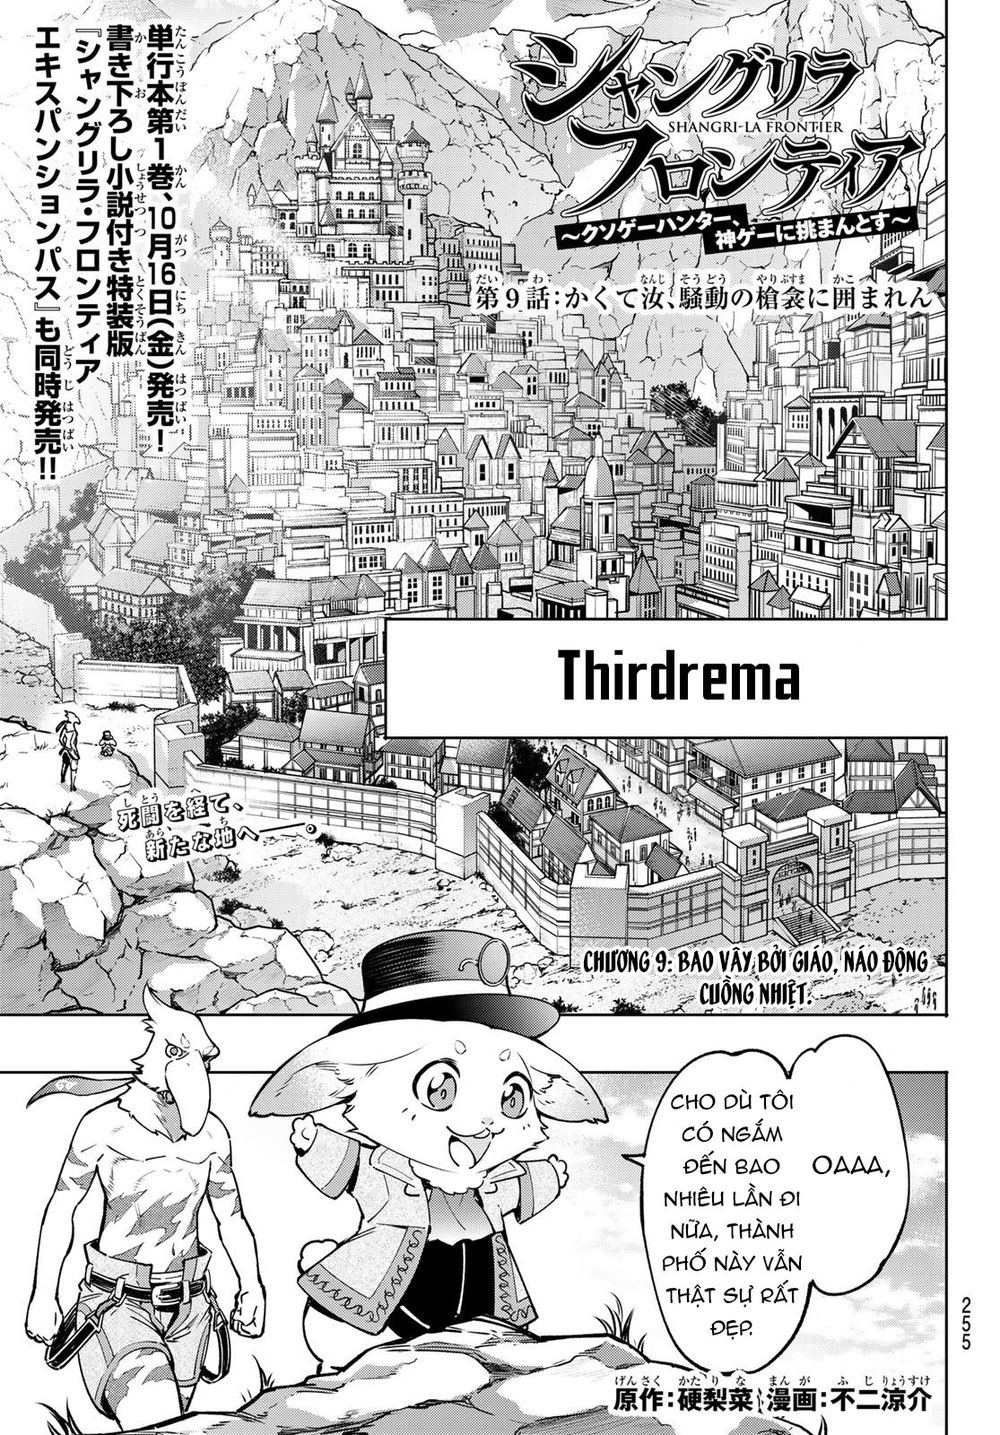 シャングリラ
SHANGRI-LA FRONTIER
フロンティア
～クソゲーハンター、
神ゲーに挑まんとす～
第9話：かくて汝、騒動の槍衾に囲まれん
単行本第1巻、10月16日(金)発売！
書き下ろし小説付き特装版
『シャングリラ・フロンティア
エキスパンションパス』も同時発売!!
Thirdrema
死闘を経て、
新たな地へ――。
CHƯƠNG 9: BAO VÂY BỞI GIÁO, NÁO ĐỘNG
CUỒNG NHIỆT.
OAAA,
CHO DÙ TÔI
CÓ NGẮM
ĐẾN BAO
NHIÊU LẦN ĐI
NỮA, THÀNH
PHỐ NÀY VẪN
THẬT SỰ RẤT
ĐẸP.
255
原作：硬梨菜 漫画：不二涼介